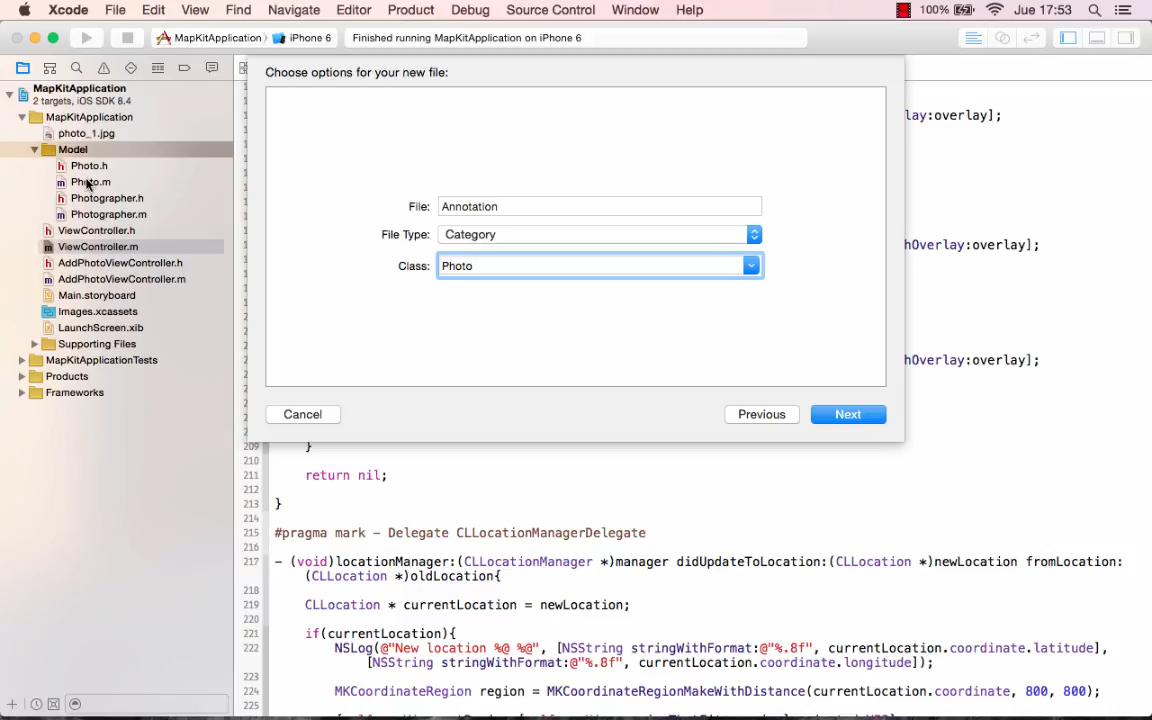 Xcode File Edit View Find Navigate Editor Product Debug Source Control Window Help 100% Jue 17:53
MapKitApplication iPhone 6 Finished running MapKitApplication on iPhone 6
MapKitApplication
2 targets, iOS SDK 8.4
MapKitApplication
photo_1.jpg
Model
Photo.h
Photo.m
Photographer.h
Photographer.m
ViewController.h
ViewController.m
AddPhotoViewController.h
AddPhotoViewController.m
Main.storyboard
Images.xcassets
LaunchScreen.xib
Supporting Files
MapKitApplicationTests
Products
Frameworks
Choose options for your new file:
File: Annotation
File Type: Category
Class: Photo
Cancel Previous Next
lay:overlay];
hOverlay:overlay];
hOverlay:overlay];
209 }
210
211 return nil;
212
213 }
214
215 #pragma mark - Delegate CLLocationManagerDelegate
216
217 - (void)locationManager:(CLLocationManager *)manager didUpdateToLocation:(CLLocation *)newLocation fromLocation:
(CLLocation *)oldLocation{
218
219 CLLocation * currentLocation = newLocation;
220
221 if(currentLocation){
222 NSLog(@"New location %@ %@", [NSString stringWithFormat:@"%.8f", currentLocation.coordinate.latitude],
[NSString stringWithFormat:@"%.8f", currentLocation.coordinate.longitude]);
223
224 MKCoordinateRegion region = MKCoordinateRegionMakeWithDistance(currentLocation.coordinate, 800, 800);
225